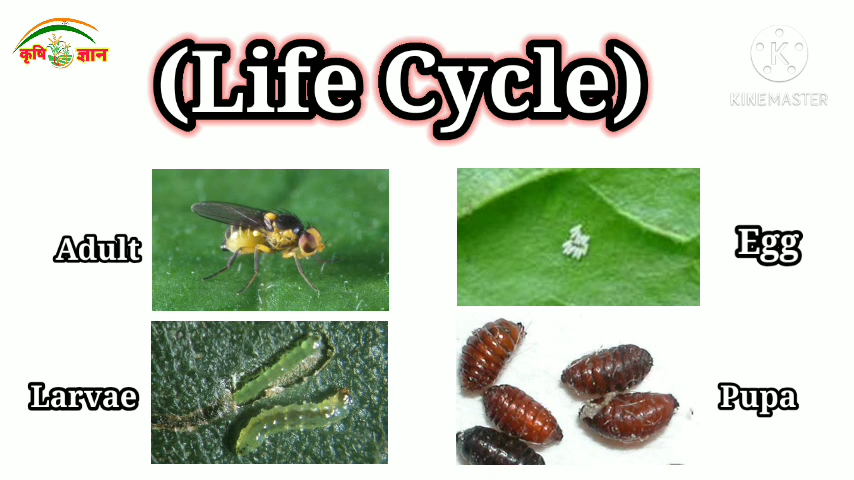 कृषि ज्ञान
(Life Cycle)
K
KINEMASTER
Adult
Egg
Larvae
Pupa